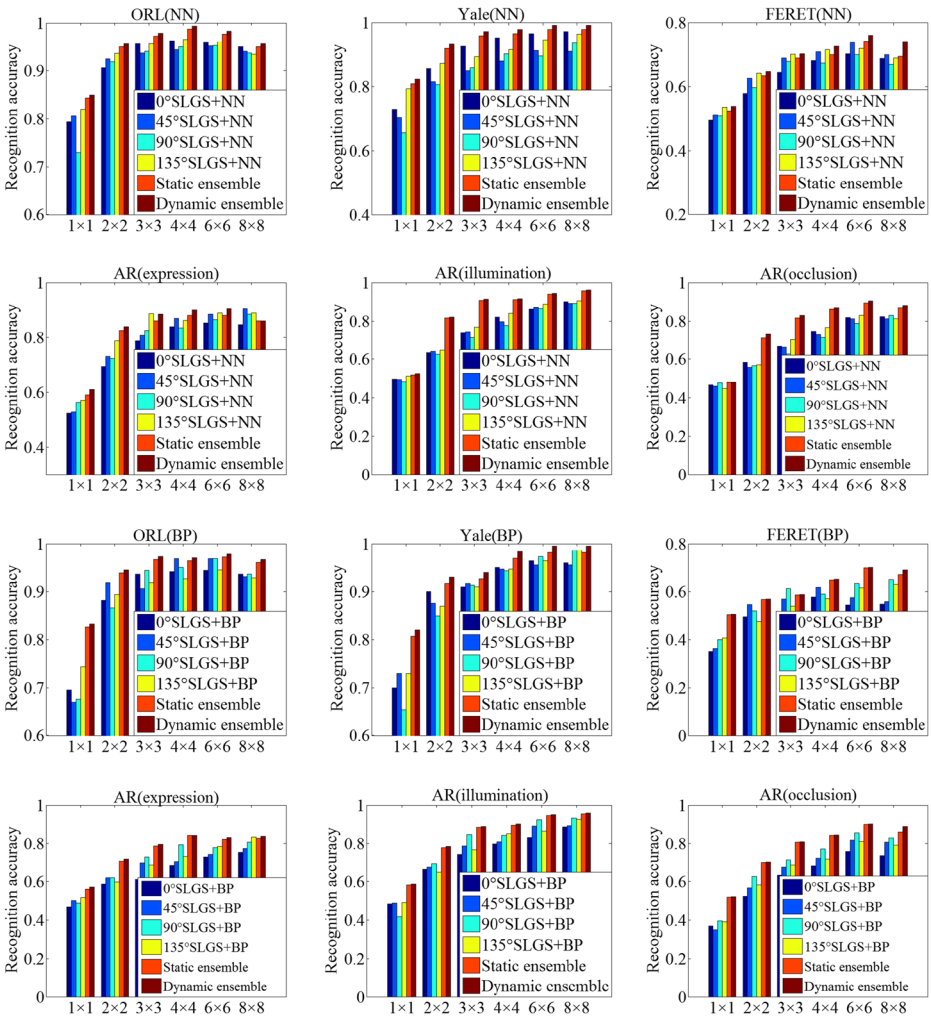 ORL(NN)
Recognition accuracy
1
0.9
0.8
0.7
0.6
0°SLGS+NN
45°SLGS+NN
90°SLGS+NN
135°SLGS+NN
Static ensemble
Dynamic ensemble
1×1 2×2 3×3 4×4 6×6 8×8
Yale(NN)
Recognition accuracy
1
0.8
0.6
0.4
0°SLGS+NN
45°SLGS+NN
90°SLGS+NN
135°SLGS+NN
Static ensemble
Dynamic ensemble
1×1 2×2 3×3 4×4 6×6 8×8
FERET(NN)
Recognition accuracy
0.8
0.6
0.4
0.2
0°SLGS+NN
45°SLGS+NN
90°SLGS+NN
135°SLGS+NN
Static ensemble
Dynamic ensemble
1×1 2×2 3×3 4×4 6×6 8×8
AR(expression)
Recognition accuracy
1
0.8
0.6
0.4
0°SLGS+NN
45°SLGS+NN
90°SLGS+NN
135°SLGS+NN
Static ensemble
Dynamic ensemble
1×1 2×2 3×3 4×4 6×6 8×8
AR(illumination)
Recognition accuracy
1
0.8
0.6
0.4
0.2
0
0°SLGS+NN
45°SLGS+NN
90°SLGS+NN
135°SLGS+NN
Static ensemble
Dynamic ensemble
1×1 2×2 3×3 4×4 6×6 8×8
AR(occlusion)
Recognition accuracy
1
0.8
0.6
0.4
0.2
0
0°SLGS+NN
45°SLGS+NN
90°SLGS+NN
135°SLGS+NN
Static ensemble
Dynamic ensemble
1×1 2×2 3×3 4×4 6×6 8×8
ORL(BP)
Recognition accuracy
1
0.9
0.8
0.7
0.6
0°SLGS+BP
45°SLGS+BP
90°SLGS+BP
135°SLGS+BP
Static ensemble
Dynamic ensemble
1×1 2×2 3×3 4×4 6×6 8×8
Yale(BP)
Recognition accuracy
1
0.9
0.8
0.7
0.6
0°SLGS+BP
45°SLGS+BP
90°SLGS+BP
135°SLGS+BP
Static ensemble
Dynamic ensemble
1×1 2×2 3×3 4×4 6×6 8×8
FERET(BP)
Recognition accuracy
0.8
0.6
0.4
0.2
0
0°SLGS+BP
45°SLGS+BP
90°SLGS+BP
135°SLGS+BP
Static ensemble
Dynamic ensemble
1×1 2×2 3×3 4×4 6×6 8×8
AR(expression)
Recognition accuracy
1
0.8
0.6
0.4
0.2
0
0°SLGS+BP
45°SLGS+BP
90°SLGS+BP
135°SLGS+BP
Static ensemble
Dynamic ensemble
1×1 2×2 3×3 4×4 6×6 8×8
AR(illumination)
Recognition accuracy
1
0.8
0.6
0.4
0.2
0
0°SLGS+BP
45°SLGS+BP
90°SLGS+BP
135°SLGS+BP
Static ensemble
Dynamic ensemble
1×1 2×2 3×3 4×4 6×6 8×8
AR(occlusion)
Recognition accuracy
1
0.8
0.6
0.4
0.2
0
0°SLGS+BP
45°SLGS+BP
90°SLGS+BP
135°SLGS+BP
Static ensemble
Dynamic ensemble
1×1 2×2 3×3 4×4 6×6 8×8